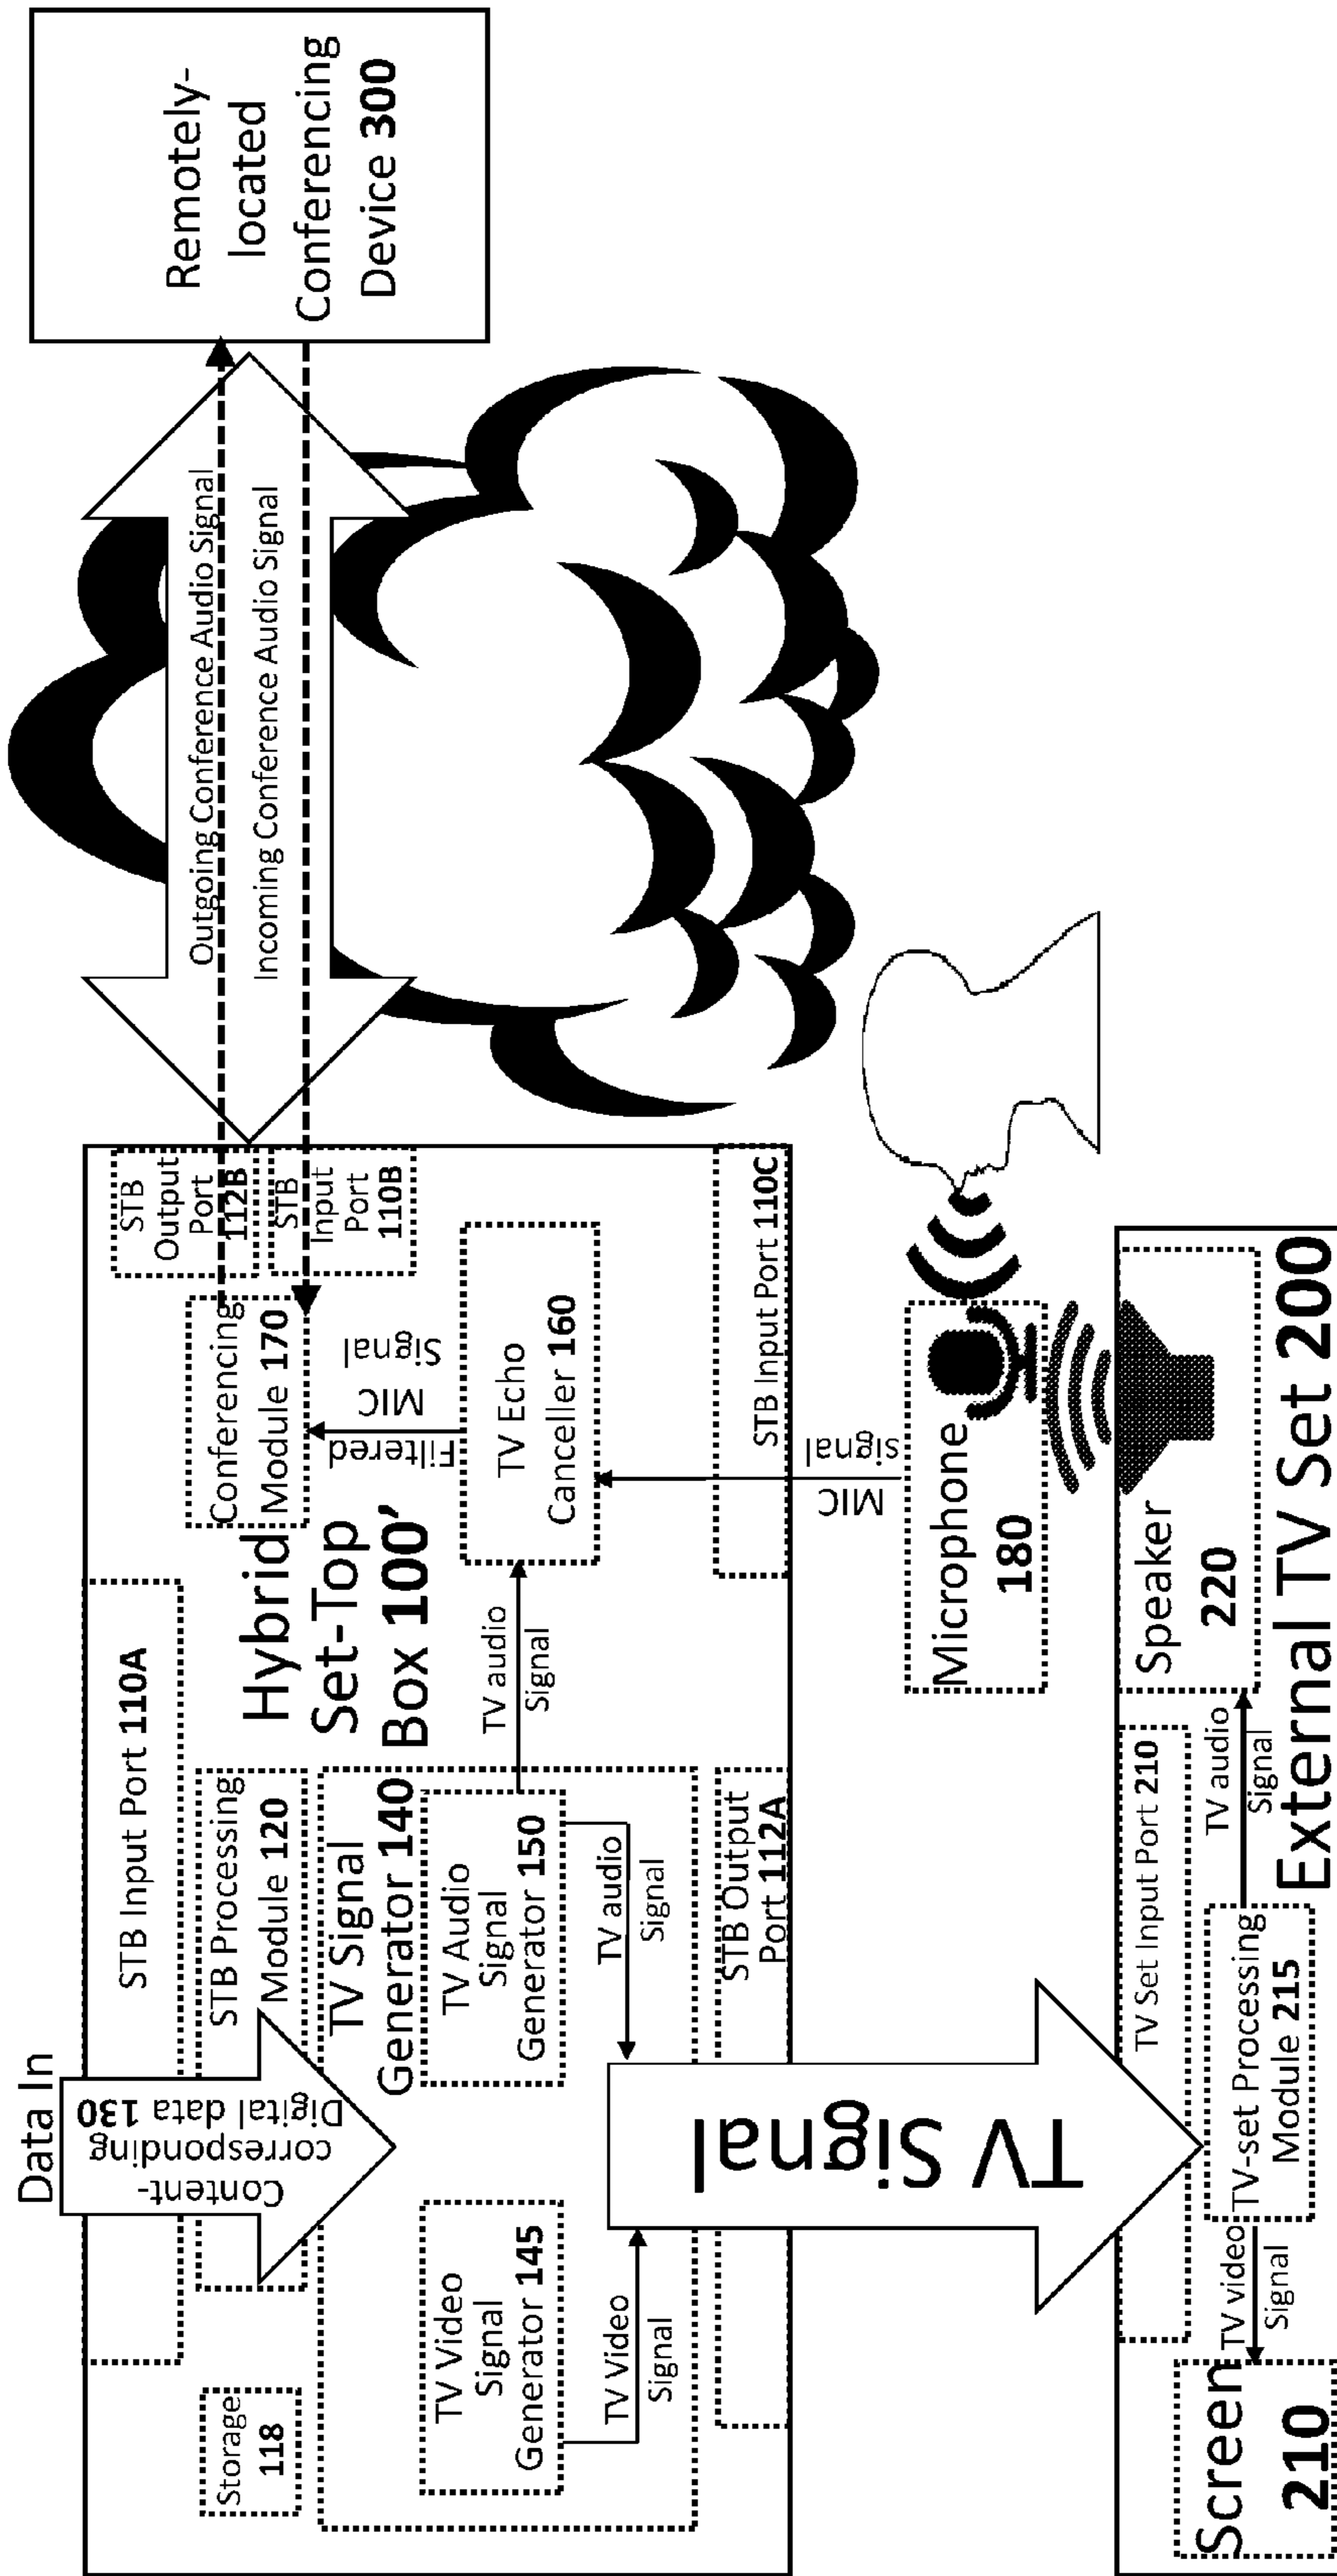 Data In
Content-
corresponding
Digital data 130
STB Input Port 110A
Storage
118
STB Processing
Module 120
TV Signal
Generator 140
TV Video
Signal
Generator 145
TV Audio
Signal
Generator 150
TV Video
Signal
TV audio
Signal
TV audio
Signal
Hybrid
Set-Top
Box 100’
Conferencing
Module 170
Filtered
MIC
Signal
TV Echo
Canceller 160
STB
Output
Port
112B
STB
Input
Port
110B
STB Input Port 110C
STB Output
Port 112A
Outgoing Conference Audio Signal
Incoming Conference Audio Signal
Remotely-
located
Conferencing
Device 300
TV Signal
MIC
signal
Microphone
180
TV Set Input Port 210
Screen
210
TV video
Signal
TV-set Processing
Module 215
TV audio
Signal
Speaker
220
External TV Set 200